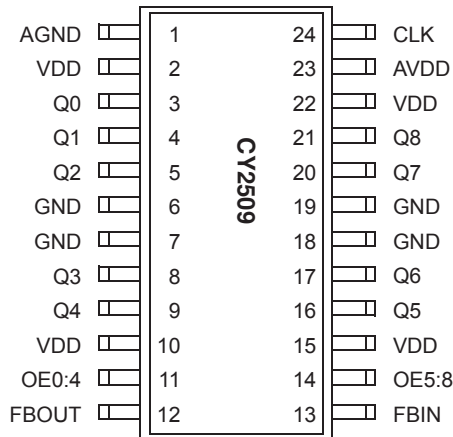 AGND 1 24 CLK
VDD 2 23 AVDD
Q0 3 22 VDD
Q1 4 21 Q8
Q2 5 20 Q7
GND 6 19 GND
GND 7 18 GND
Q3 8 17 Q6
Q4 9 16 Q5
VDD 10 15 VDD
OE0:4 11 14 OE5:8
FBOUT 12 13 FBIN
CY2509